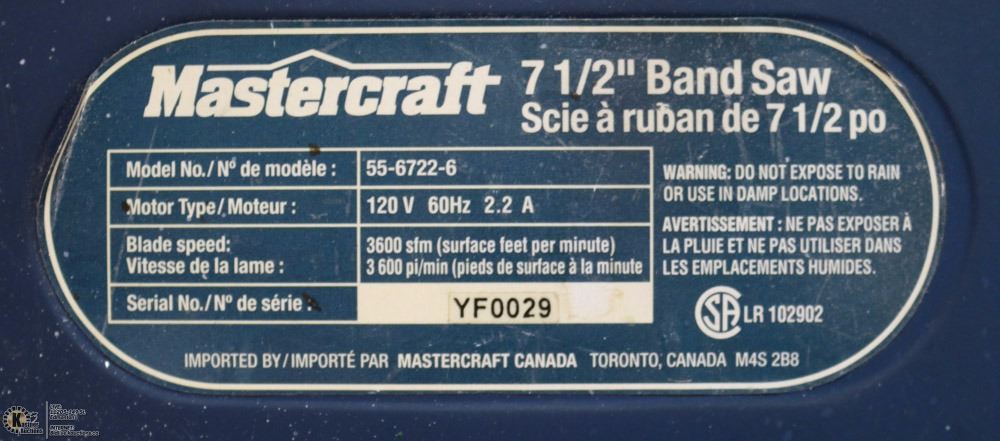 Mastercraft
7 1/2" Band Saw
Scie à ruban de 7 1/2 po
Model No./ Nº de modèle : 55-6722-6
Motor Type/ Moteur : 120 V 60Hz 2.2 A
Blade speed: 3600 sfm (surface feet per minute)
Vitesse de la lame : 3 600 pi/min (pieds de surface à la minute
Serial No./ Nº de série : YF0029
WARNING: DO NOT EXPOSE TO RAIN
OR USE IN DAMP LOCATIONS.
AVERTISSEMENT : NE PAS EXPOSER À
LA PLUIE ET NE PAS UTILISER DANS
LES EMPLACEMENTS HUMIDES.
CSA LR 102902
IMPORTED BY/ IMPORTÉ PAR MASTERCRAFT CANADA TORONTO, CANADA M4S 2B8